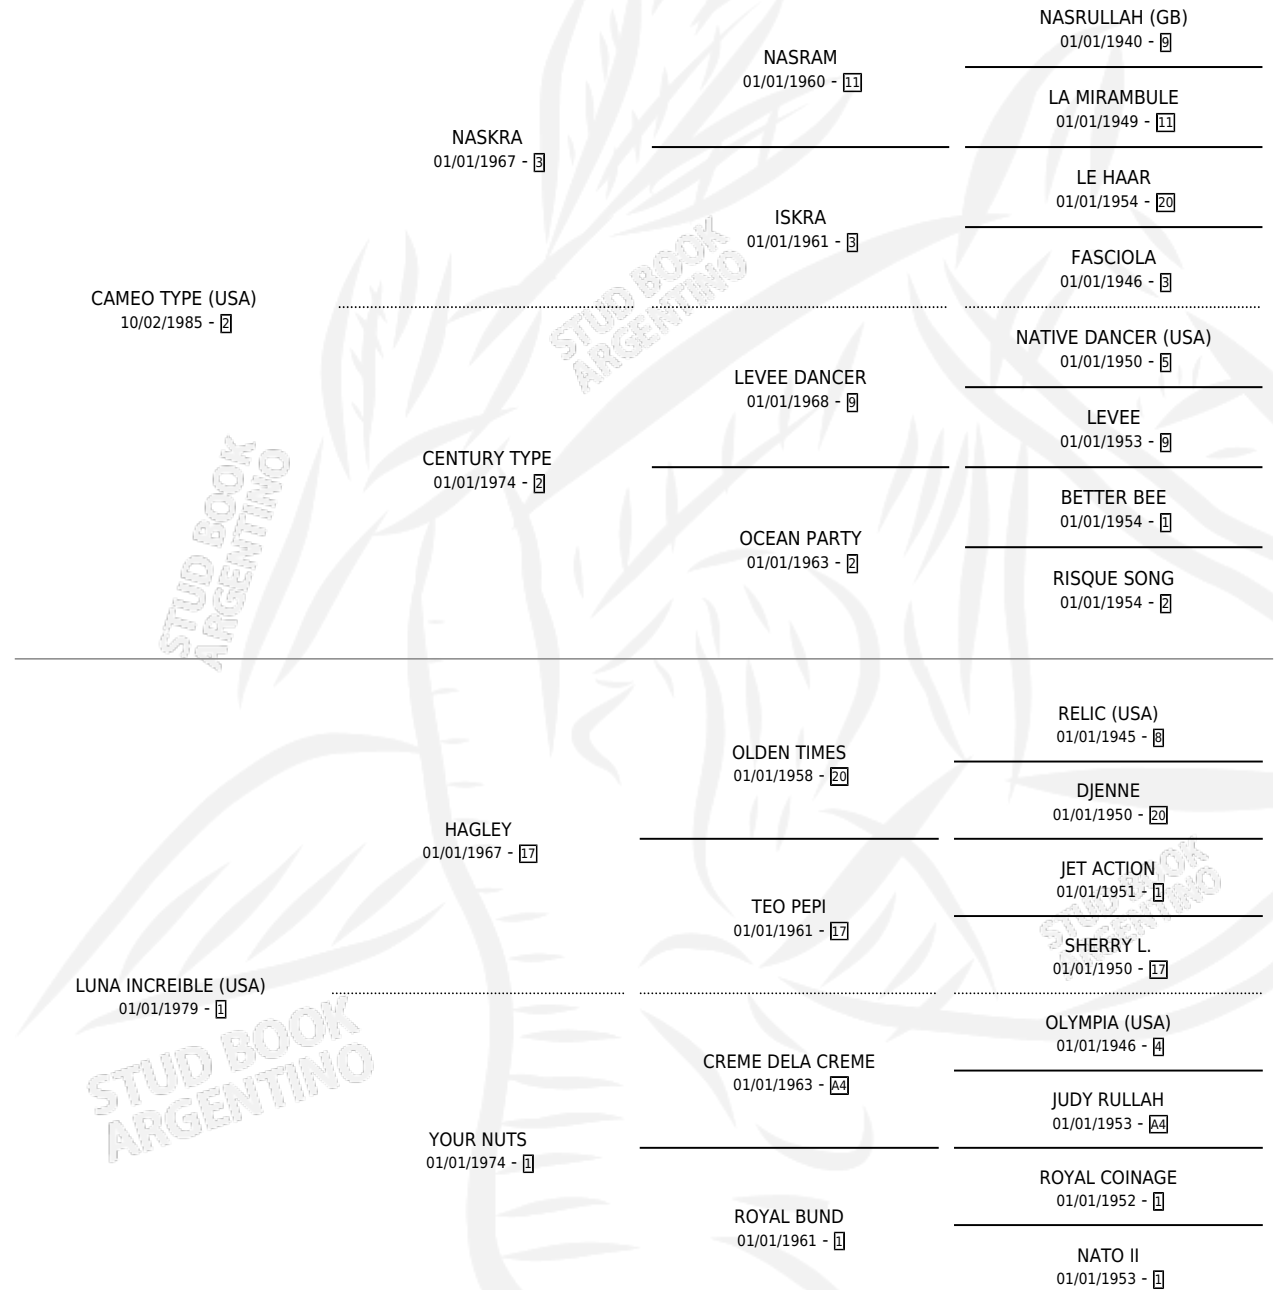 NASRULLAH (GB)
01/01/1940 - 9
NASRAM
01/01/1960 - 11
LA MIRAMBULE
01/01/1949 - 11
NASKRA
01/01/1967 - 3
LE HAAR
01/01/1954 - 20
ISKRA
01/01/1961 - 3
FASCIOLA
01/01/1946 - 3
CAMEO TYPE (USA)
10/02/1985 - 2
NATIVE DANCER (USA)
01/01/1950 - 5
LEVEE DANCER
01/01/1968 - 9
LEVEE
01/01/1953 - 9
CENTURY TYPE
01/01/1974 - 2
BETTER BEE
01/01/1954 - 1
OCEAN PARTY
01/01/1963 - 2
RISQUE SONG
01/01/1954 - 2
STUD BOOK
ARGENTINO
STUD BOOK
ARGENTINO
RELIC (USA)
01/01/1945 - 8
OLDEN TIMES
01/01/1958 - 20
DJENNE
01/01/1950 - 20
HAGLEY
01/01/1967 - 17
JET ACTION
01/01/1951 - 1
TEO PEPI
01/01/1961 - 17
SHERRY L.
01/01/1950 - 17
LUNA INCREIBLE (USA)
01/01/1979 - 1
OLYMPIA (USA)
01/01/1946 - 4
CREME DELA CREME
01/01/1963 - A4
JUDY RULLAH
01/01/1953 - A4
YOUR NUTS
01/01/1974 - 1
ROYAL COINAGE
01/01/1952 - 1
ROYAL BUND
01/01/1961 - 1
NATO II
01/01/1953 - 1
STUD BOOK
ARGENTINO
STUD BOOK
ARGENTINO